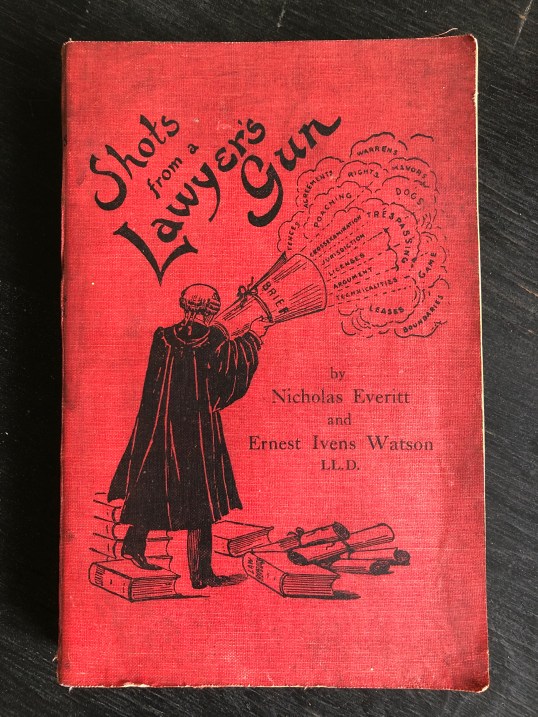 Shots
from a
Lawyer's
Gun
WARRENS
AGREEMENTS
RIGHTS
MANORS
FENCES
POACHING
DOGS
TRESPASSING
CROSSEXAMINATION
JURISDICTION
LICENSES
ARGUMENT
TECHNICALITIES
GAME
LEASES
BOUNDARIES
BRIEF
by
Nicholas Everitt
and
Ernest Ivens Watson
LL.D.